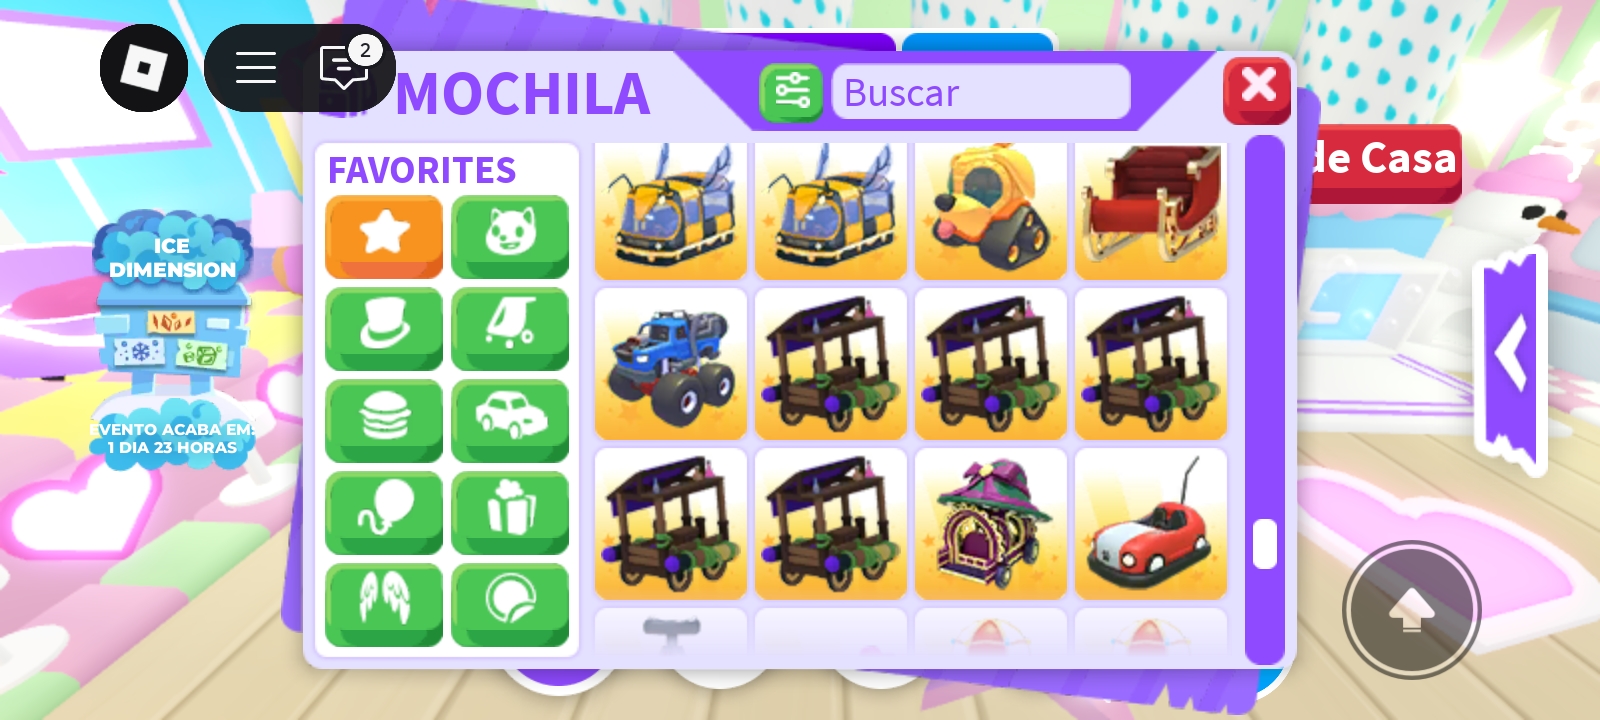 2
MOCHILA
Buscar
FAVORITES
de Casa
ICE
DIMENSION
EVENTO ACABA EM:
1 DIA 23 HORAS